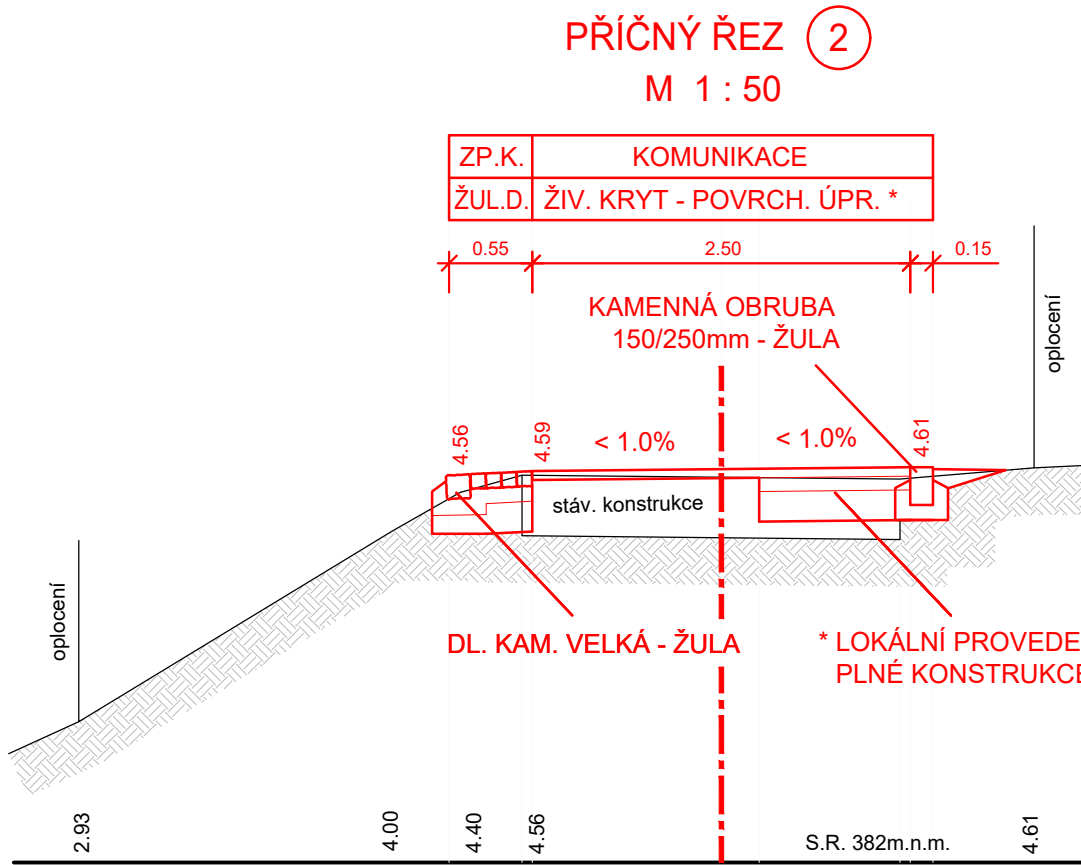 PŘÍČNÝ ŘEZ 2
M 1 : 50
ZP.K. KOMUNIKACE
ŽUL.D. ŽIV. KRYT - POVRCH. ÚPR. *
0.55 2.50 0.15
KAMENNÁ OBRUBA
150/250mm - ŽULA
oplocení
4.56 4.59 < 1.0% < 1.0% 4.61
stáv. konstrukce
oplocení
DL. KAM. VELKÁ - ŽULA
* LOKÁLNÍ PROVEDE
PLNÉ KONSTRUKCE
2.93 4.00 4.40 4.56 S.R. 382m.n.m. 4.61